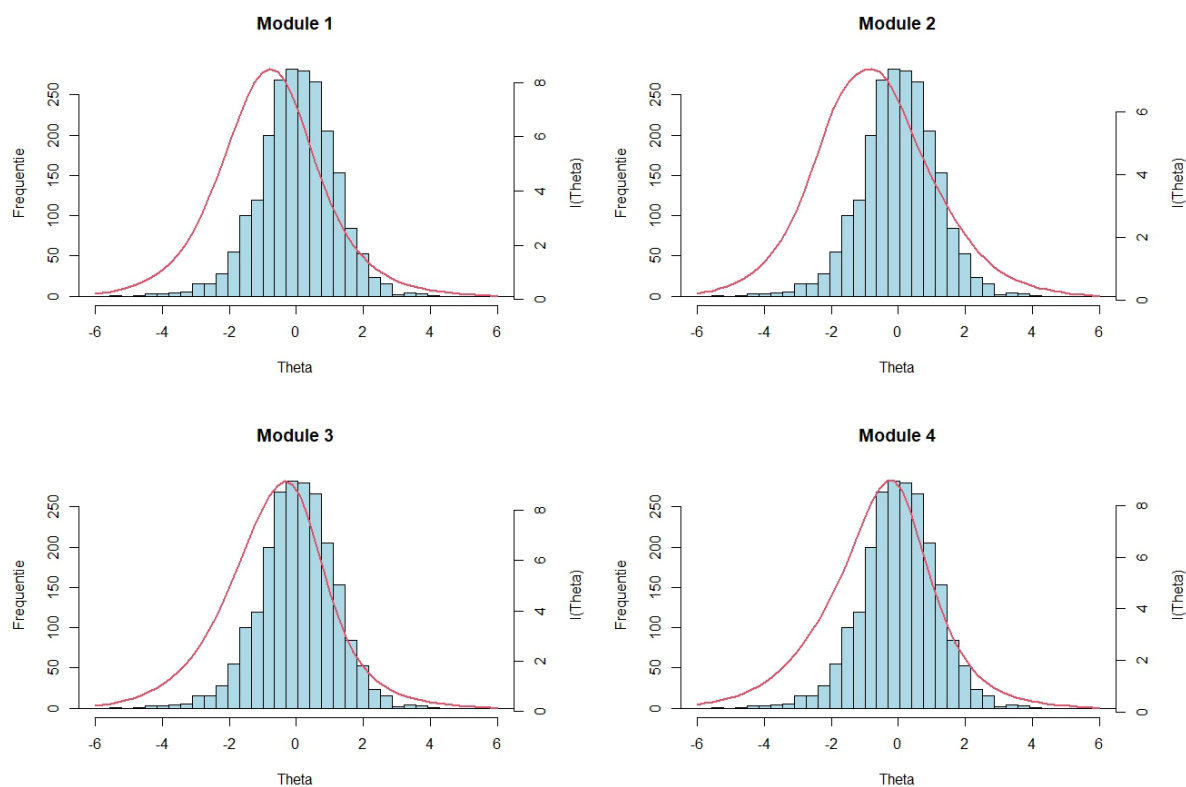 Module 1
Frequentie
0 50 100 150 200 250
0 2 4 6 8
I(Theta)
-6 -4 -2 0 2 4 6
Theta
Module 2
Frequentie
0 50 100 150 200 250
0 2 4 6
I(Theta)
-6 -4 -2 0 2 4 6
Theta
Module 3
Frequentie
0 50 100 150 200 250
0 2 4 6 8
I(Theta)
-6 -4 -2 0 2 4 6
Theta
Module 4
Frequentie
0 50 100 150 200 250
0 2 4 6 8
I(Theta)
-6 -4 -2 0 2 4 6
Theta